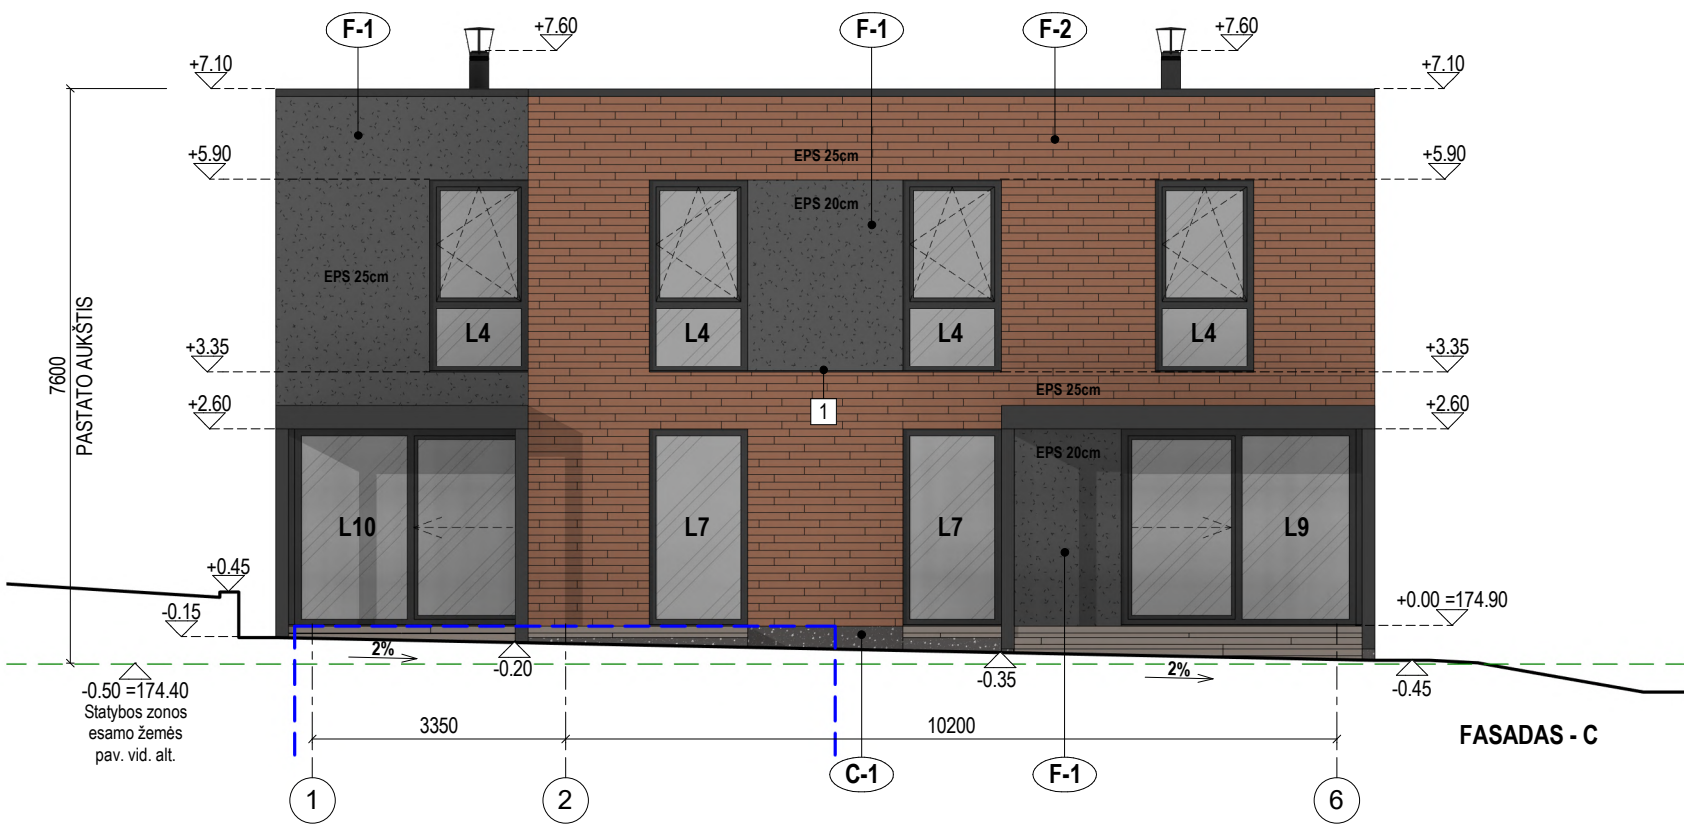 F-1
+7.60
F-1
F-2
+7.60
+7.10
+7.10
EPS 25cm
+5.90
+5.90
EPS 20cm
EPS 25cm
L4
L4
L4
L4
+3.35
+3.35
7600
PASTATO AUKŠTIS
EPS 25cm
+2.60
1
+2.60
EPS 20cm
L10
L7
L7
L9
+0.45
-0.15
+0.00 =174.90
2%
-0.20
-0.35
2%
-0.45
-0.50 =174.40
Statybos zonos
esamo žemės
pav. vid. alt.
3350
10200
FASADAS - C
C-1
F-1
1
2
6